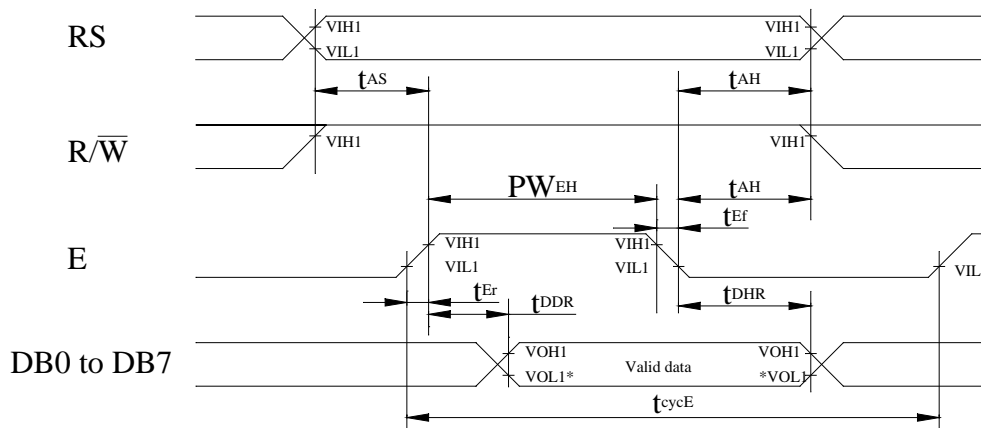 RS VIH1 VIH1
VIL1 VIL1
tAS tAH
R/W̅ VIH1 VIH1
PWEH tAH
tEf
E VIH1 VIH1
VIL1 VIL1 VIL
tEr tDDR tDHR
DB0 to DB7 VOH1 Valid data VOH1
VOL1* *VOL1
tcycE